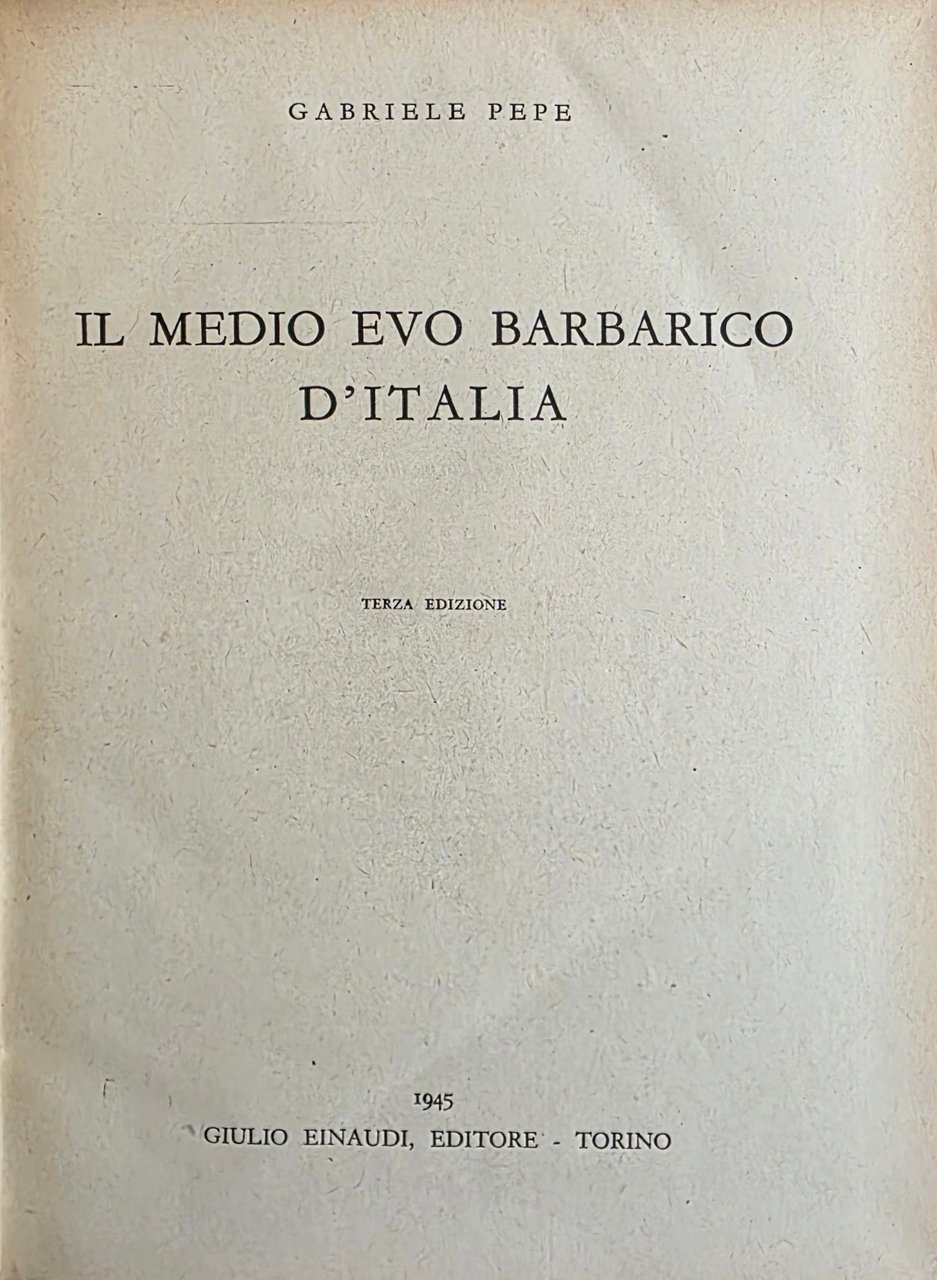 GABRIELE PEPE
IL MEDIO EVO BARBARICO
D'ITALIA
TERZA EDIZIONE
1945
GIULIO EINAUDI, EDITORE - TORINO